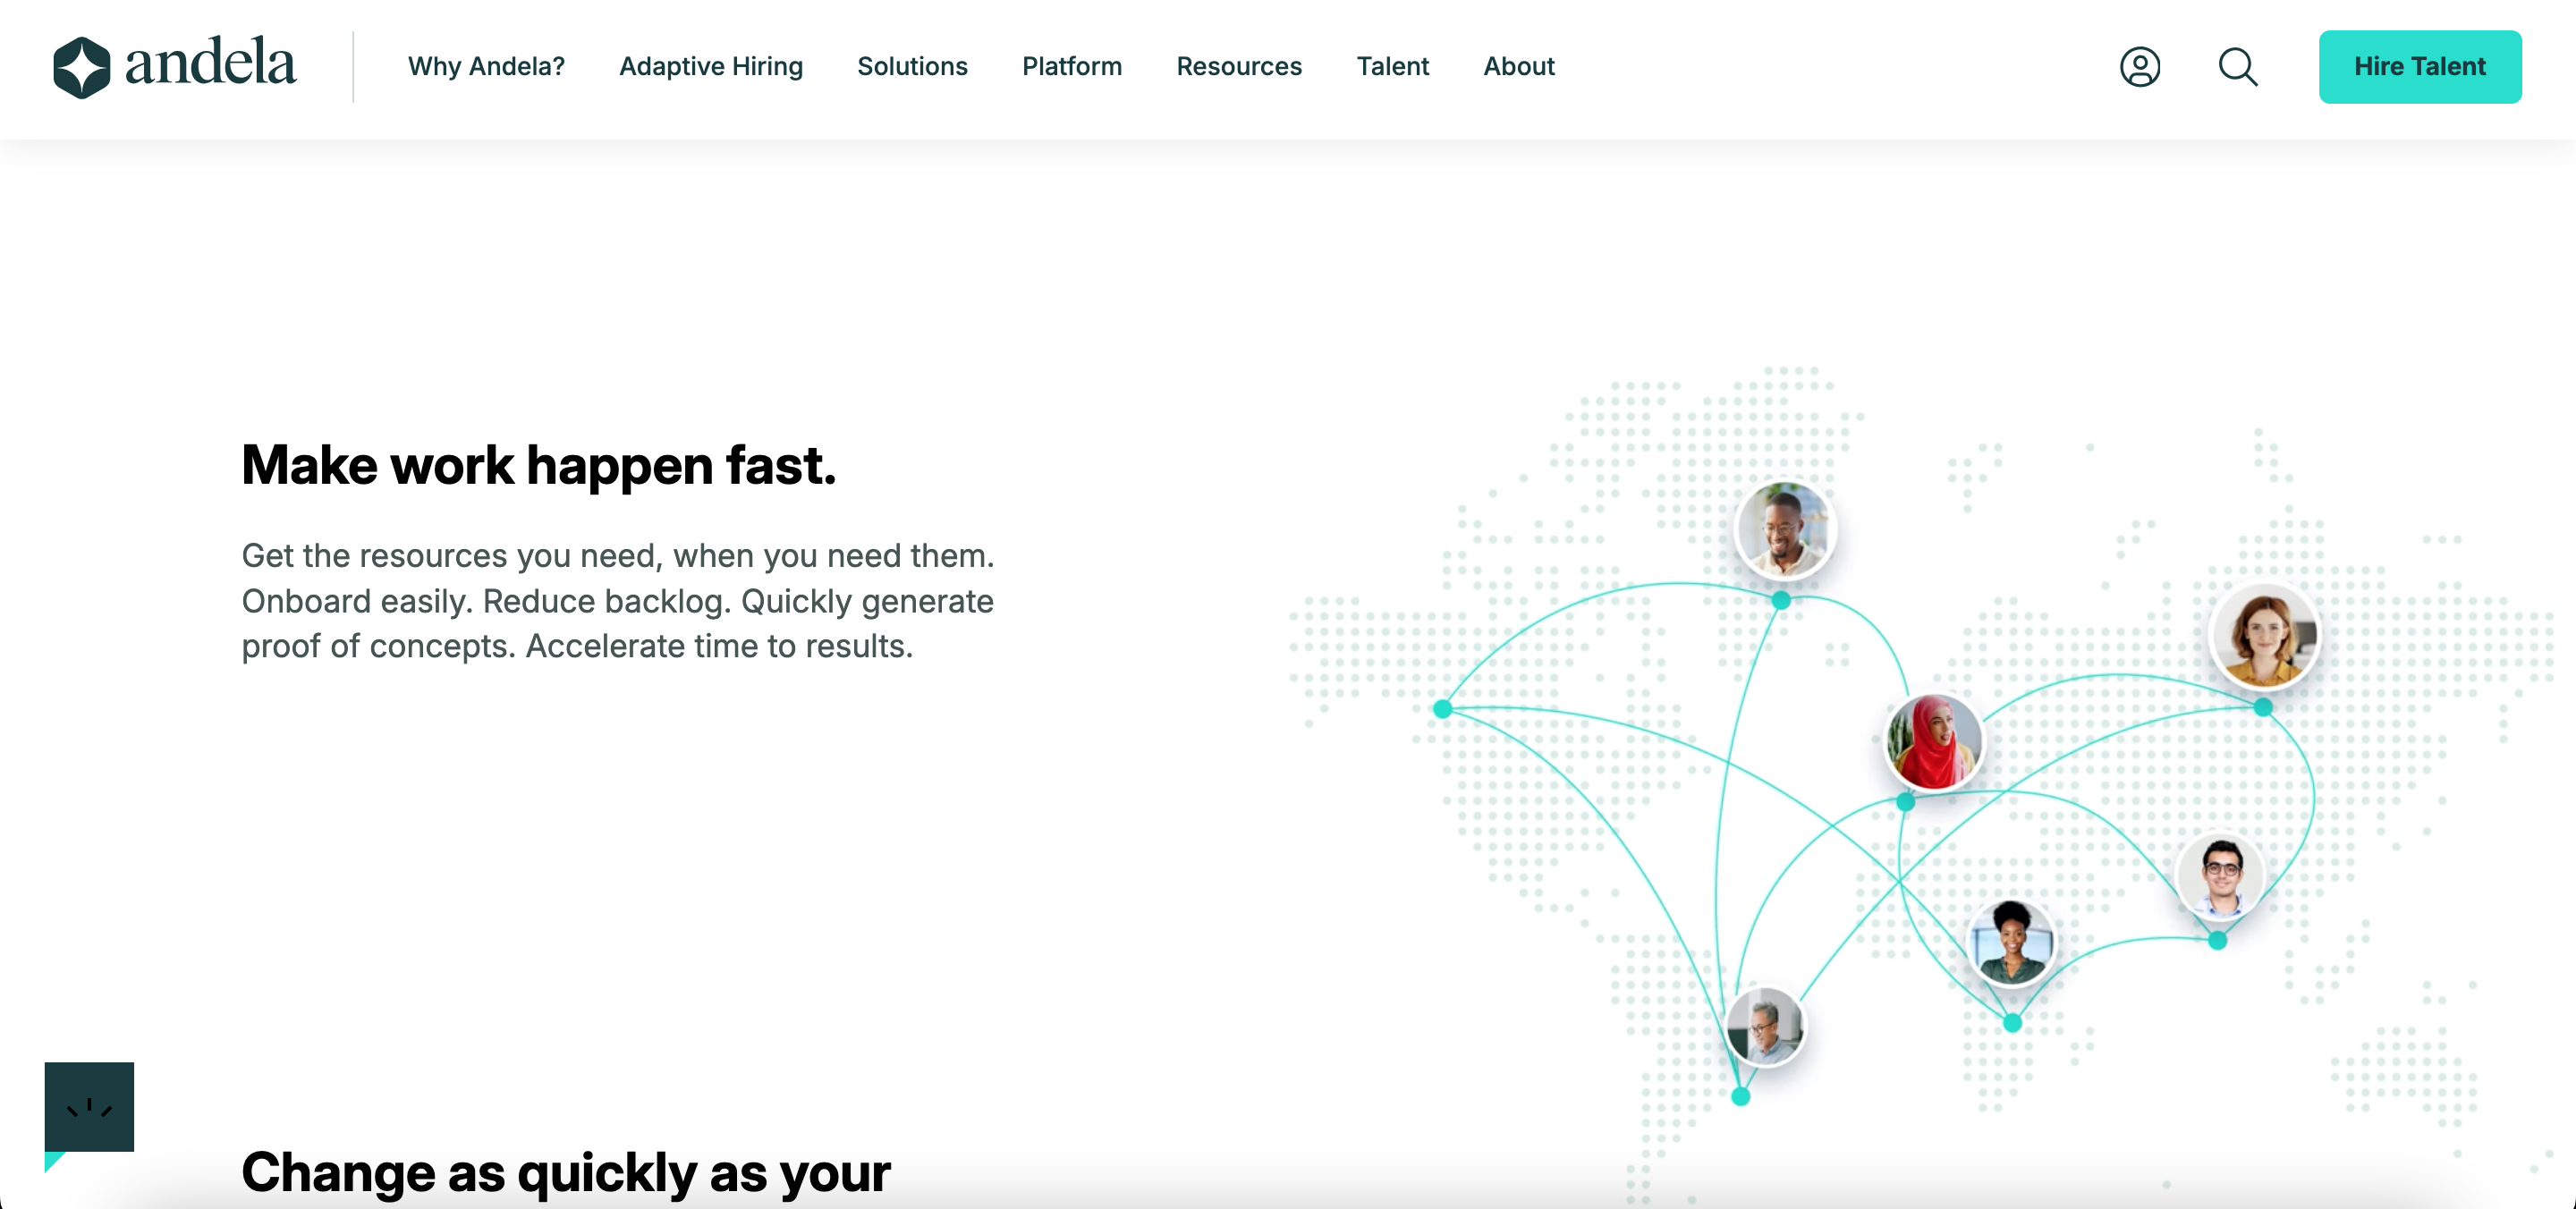 andela
Why Andela?
Adaptive Hiring
Solutions
Platform
Resources
Talent
About
Hire Talent
Make work happen fast.
Get the resources you need, when you need them.
Onboard easily. Reduce backlog. Quickly generate
proof of concepts. Accelerate time to results.
Change as quickly as your